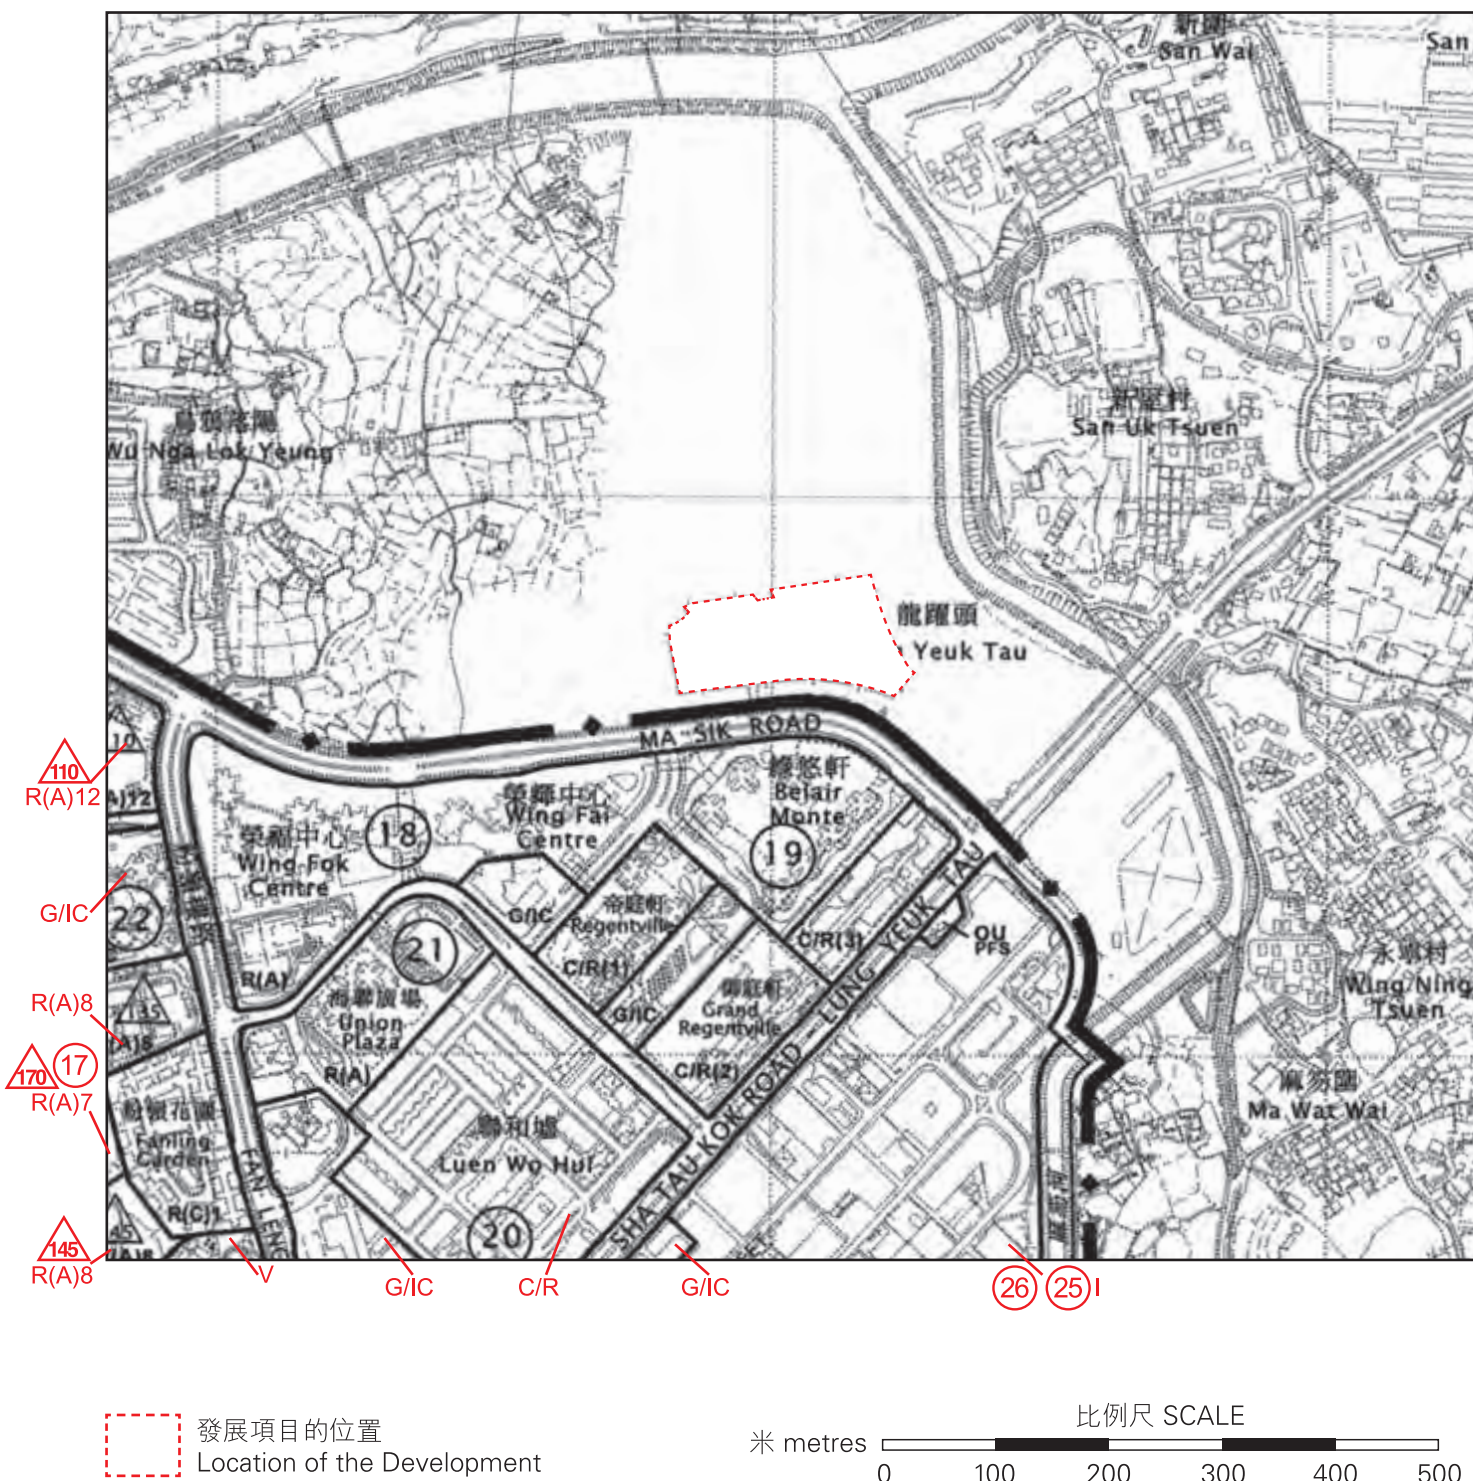 新圍
San Wai
San
烏鴉落陽
Wu Nga Lok Yeung
新屋村
San Uk Tsuen
龍躍頭
Yeuk Tau
MA SIK ROAD
110
R(A)12
A)12
10
榮福中心
Wing Fok
Centre
18
榮輝中心
Wing Fai
Centre
綠悠軒
Belair
Monte
19
G/IC
22
G/IC
帝庭軒
Regentville
C/R(1)
C/R(3)
OU
PFS
YEUK TAU
LUNG
永寧村
Wing Ning
Tsuen
R(A)
21
海聯廣場
Union
Plaza
R(A)
G/IC
御庭軒
Grand
Regentville
C/R(2)
R(A)8
135
(A)8
170
17
R(A)7
粉嶺花園
Fanling
Garden
R(C)1
FAN LENG
聯和墟
Luen Wo Hui
20
SHA TAU KOK ROAD
麻笏圍
Ma Wat Wai
145
R(A)8
45
V
G/IC
C/R
G/IC
26
25
I
發展項目的位置
Location of the Development
比例尺 SCALE
米 metres
0 100 200 300 400 500